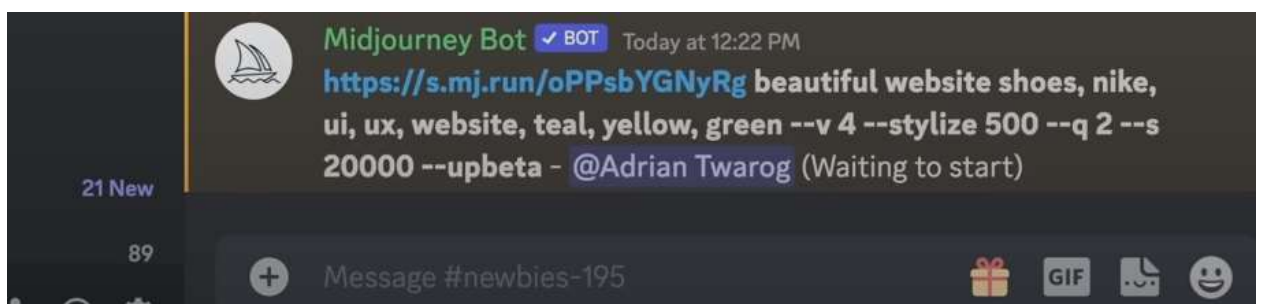 Midjourney Bot ✓ BOT Today at 12:22 PM
https://s.mj.run/oPPsbYGNyRg beautiful website shoes, nike,
ui, ux, website, teal, yellow, green --v 4 --stylize 500 --q 2 --s
20000 --upbeta - @Adrian Twarog (Waiting to start)
21 New
89
Message #newbies-195
GIF